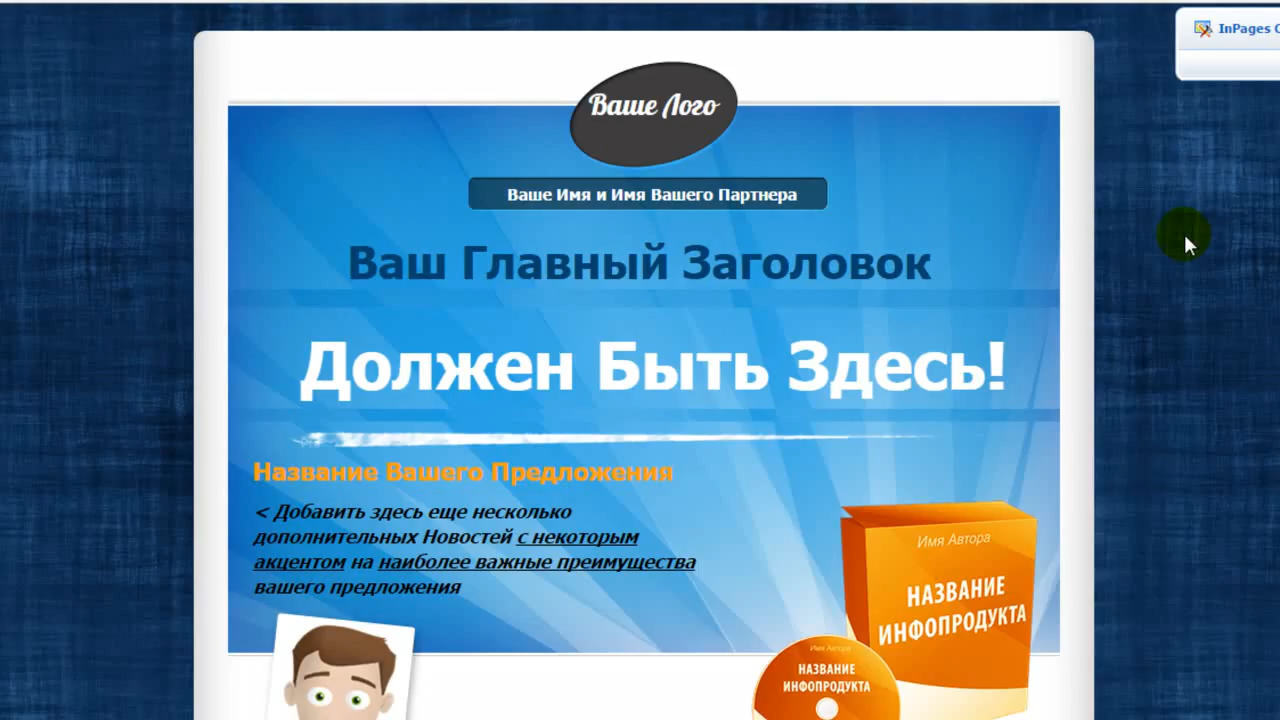 InPages
Ваше Лого
Ваше Имя и Имя Вашего Партнера
Ваш Главный Заголовок
Должен Быть Здесь!
Название Вашего Предложения
< Добавить здесь еще несколько
дополнительных Новостей с некоторым
акцентом на наиболее важные преимущества
вашего предложения
Имя Автора
НАЗВАНИЕ
ИНФОПРОДУКТА
Имя Автора
НАЗВАНИЕ
ИНФОПРОДУКТА